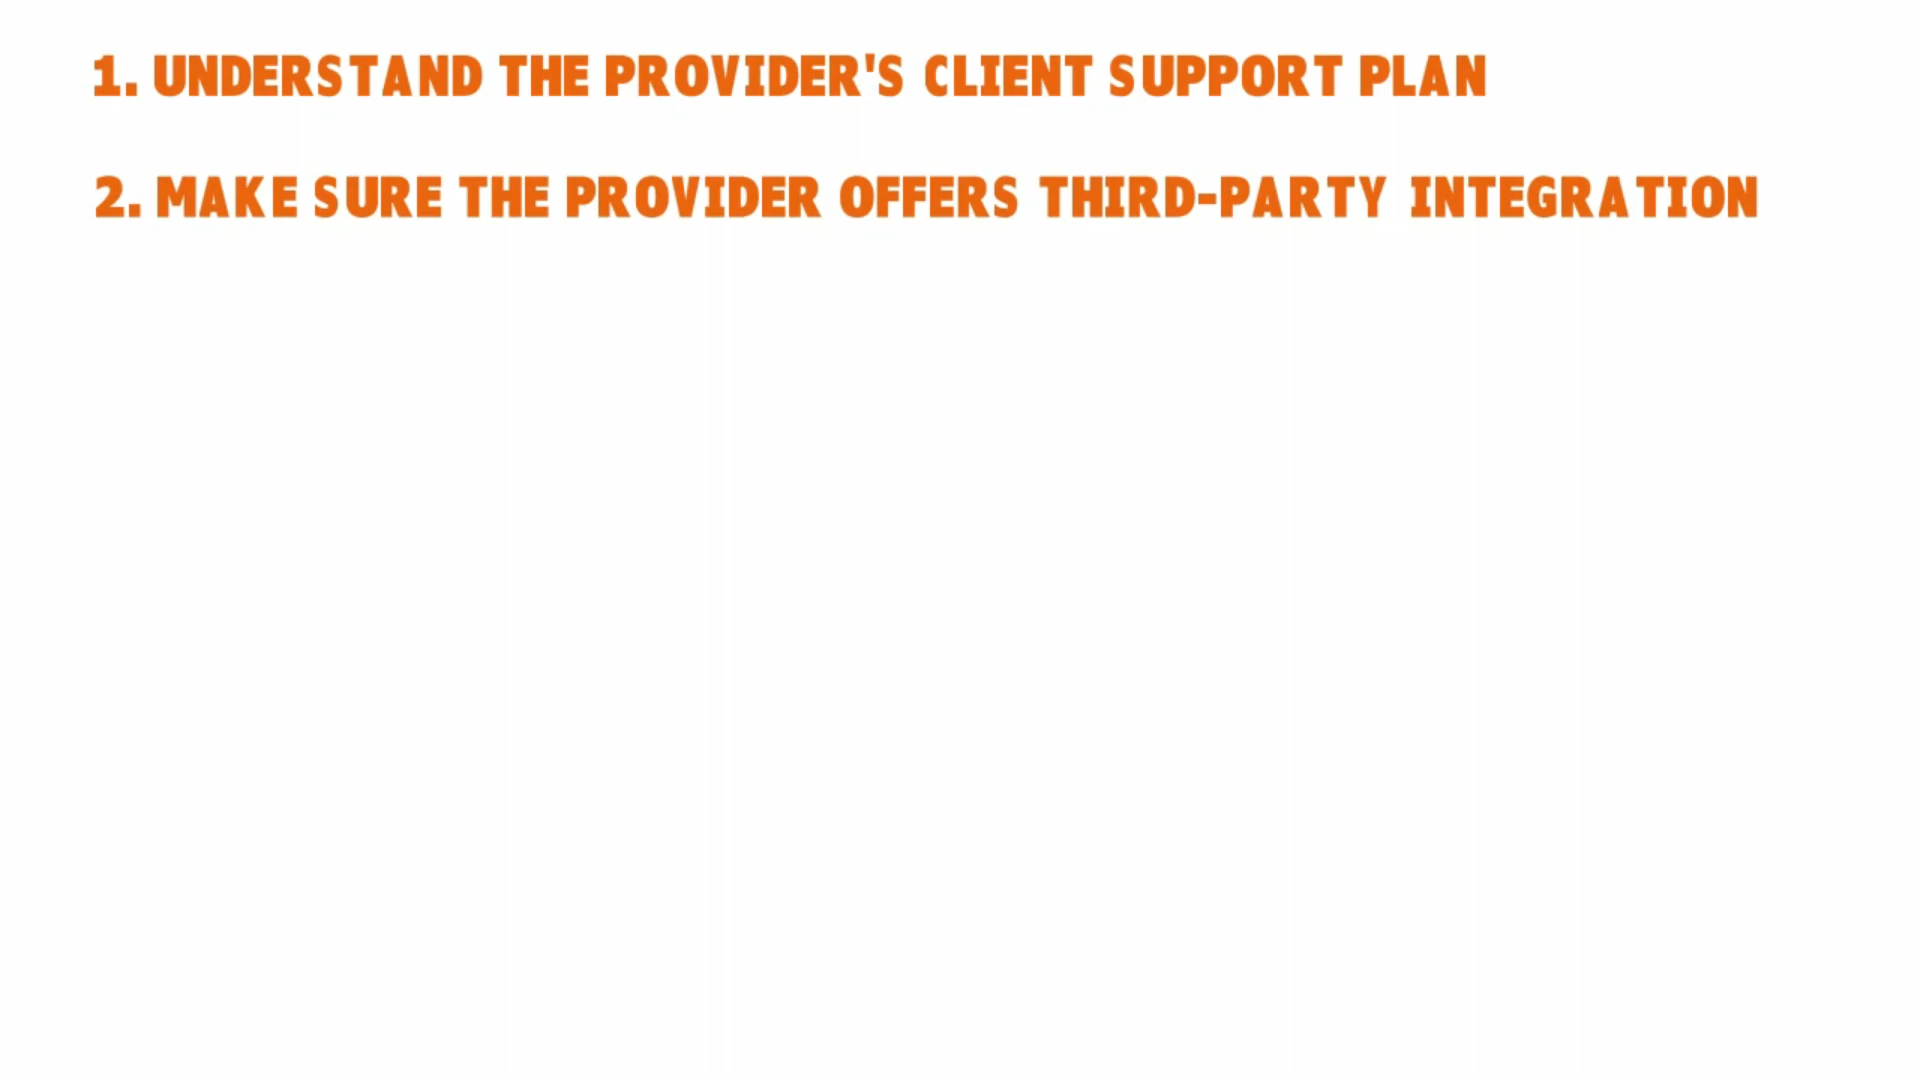 1. UNDERSTAND THE PROVIDER'S CLIENT SUPPORT PLAN
2. MAKE SURE THE PROVIDER OFFERS THIRD-PARTY INTEGRATION